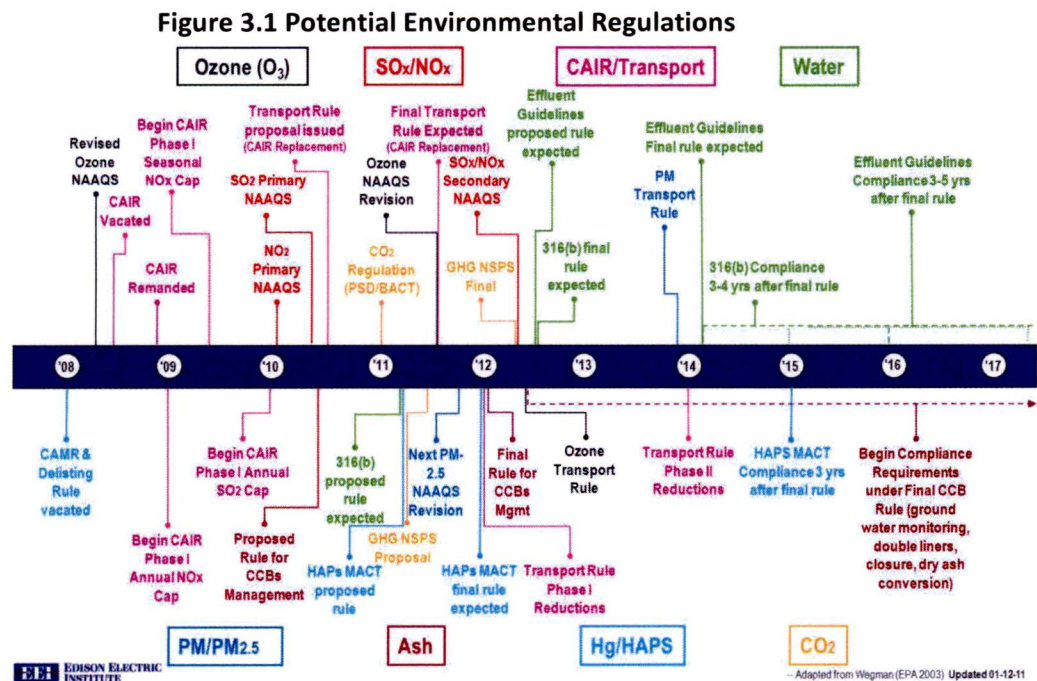 Figure 3.1 Potential Environmental Regulations
Ozone (O₃)
SOx/NOx
CAIR/Transport
Water
Revised
Ozone
NAAQS
CAIR
Vacated
Begin CAIR
Phase I
Seasonal
NOx Cap
CAIR
Remanded
SO₂ Primary
NAAQS
NO₂
Primary
NAAQS
Transport Rule
proposal issued
(CAIR Replacement)
Ozone
NAAQS
Revision
CO₂
Regulation
(PSD/BACT)
Final Transport
Rule Expected
(CAIR Replacement)
SOx/NOx
Secondary
NAAQS
GHG NSPS
Final
Effluent
Guidelines
proposed rule
expected
316(b) final
rule
expected
PM
Transport
Rule
Effluent Guidelines
Final rule expected
316(b) Compliance
3-4 yrs after final rule
Effluent Guidelines
Compliance 3-5 yrs
after final rule
'08
'09
'10
'11
'12
'13
'14
'15
'16
'17
CAMR &
Delisting
Rule
vacated
Begin CAIR
Phase I
Annual NOx
Cap
Begin CAIR
Phase I Annual
SO₂ Cap
Proposed
Rule for
CCBs
Management
316(b)
proposed
rule
expected
HAPs MACT
proposed
rule
GHG NSPS
Proposal
Next PM-
2.5
NAAQS
Revision
HAPs MACT
final rule
expected
Final
Rule for
CCBs
Mgmt
Transport Rule
Phase I
Reductions
Ozone
Transport
Rule
Transport Rule
Phase II
Reductions
HAPS MACT
Compliance 3 yrs
after final rule
Begin Compliance
Requirements
under Final CCB
Rule (ground
water monitoring,
double liners,
closure, dry ash
conversion)
PM/PM2.5
Ash
Hg/HAPS
CO₂
EEI EDISON ELECTRIC
INSTITUTE
-- Adapted from Wegman (EPA 2003) Updated 01-12-11